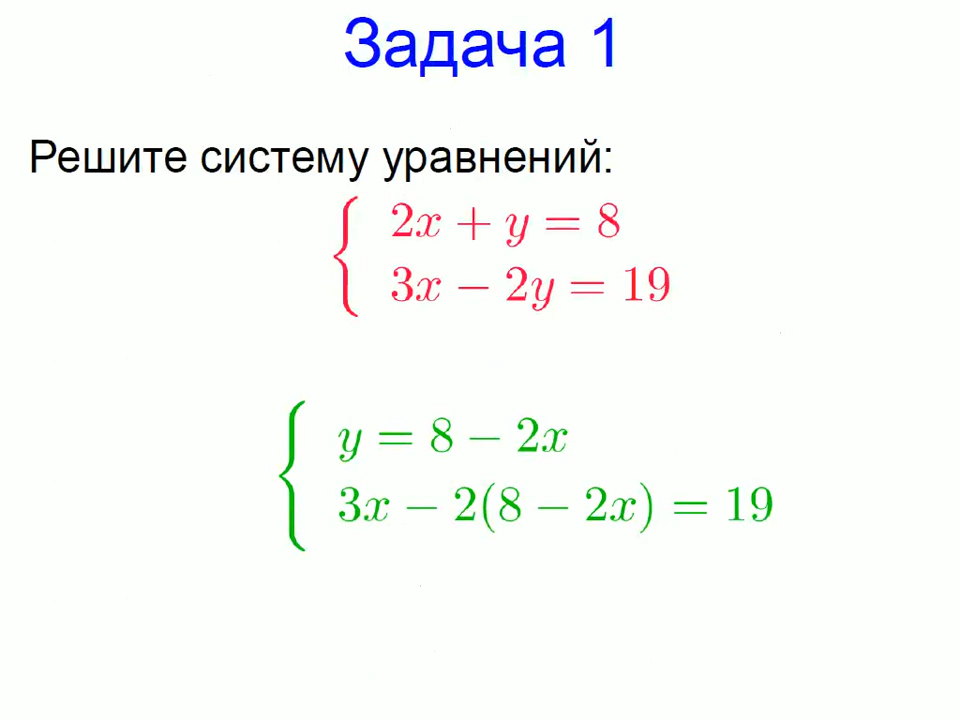 Задача 1
Решите систему уравнений:
2x + y = 8
3x − 2y = 19
y = 8 − 2x
3x − 2(8 − 2x) = 19